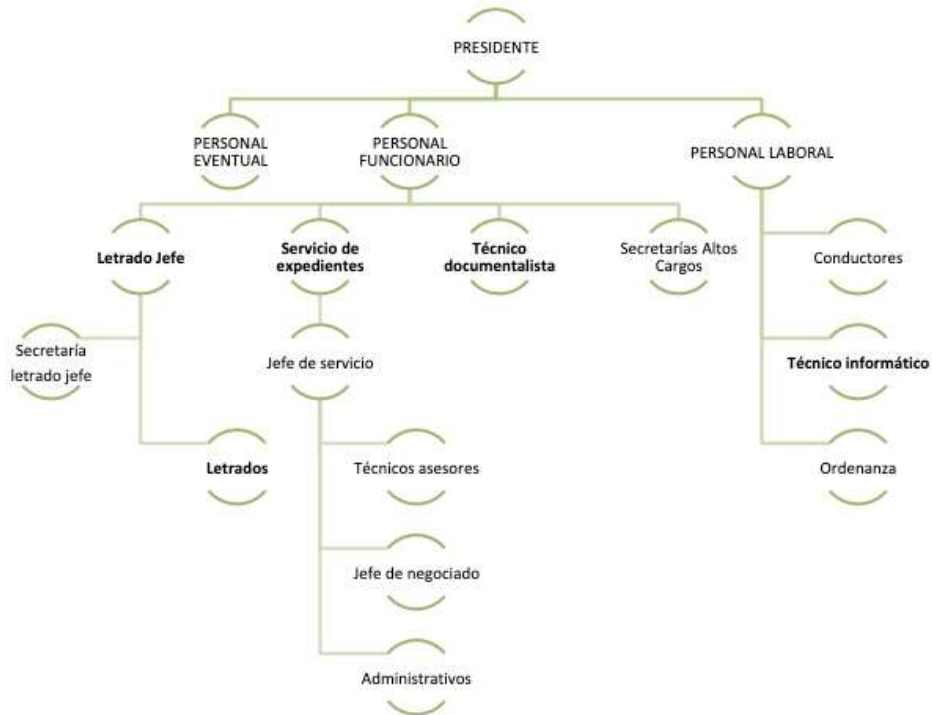 PRESIDENTE
PERSONAL
EVENTUAL
PERSONAL
FUNCIONARIO
PERSONAL LABORAL
Letrado Jefe
Servicio de
expedientes
Técnico
documentalista
Secretarías Altos
Cargos
Conductores
Secretaría
letrado jefe
Jefe de servicio
Técnico informático
Letrados
Técnicos asesores
Ordenanza
Jefe de negociado
Administrativos